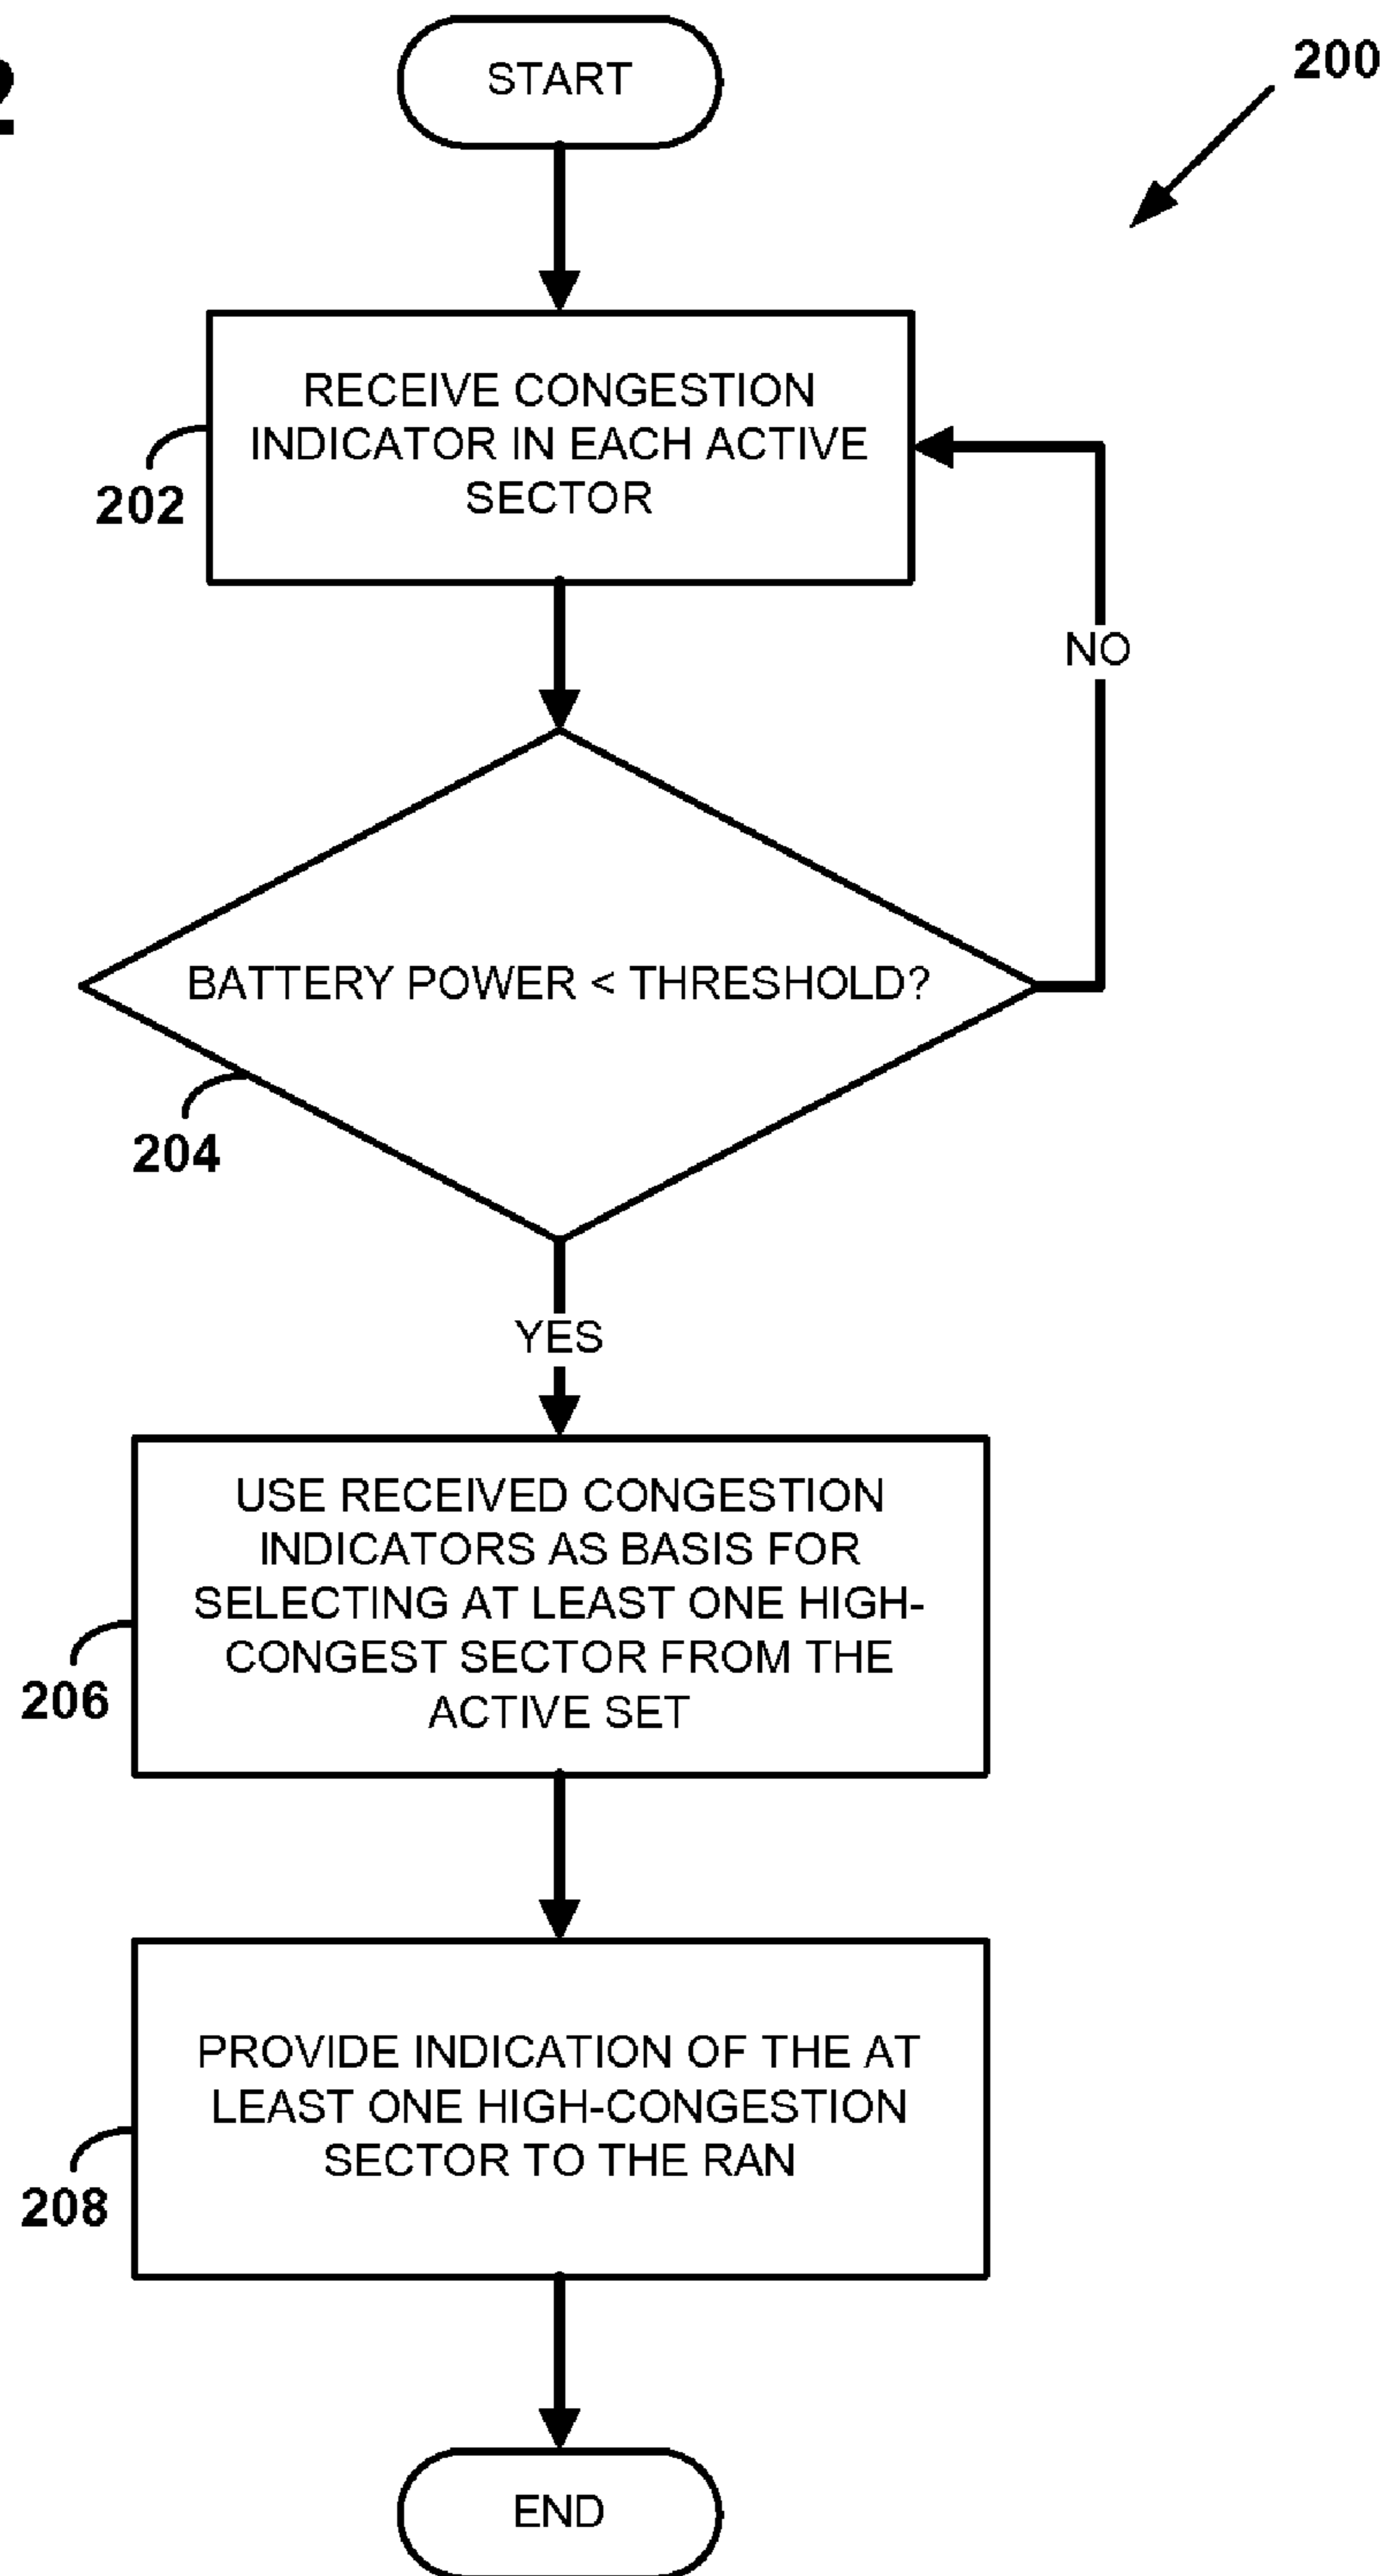 2
START
200
RECEIVE CONGESTION
INDICATOR IN EACH ACTIVE
SECTOR
202
NO
BATTERY POWER < THRESHOLD?
204
YES
USE RECEIVED CONGESTION
INDICATORS AS BASIS FOR
SELECTING AT LEAST ONE HIGH-
CONGEST SECTOR FROM THE
ACTIVE SET
206
PROVIDE INDICATION OF THE AT
LEAST ONE HIGH-CONGESTION
SECTOR TO THE RAN
208
END